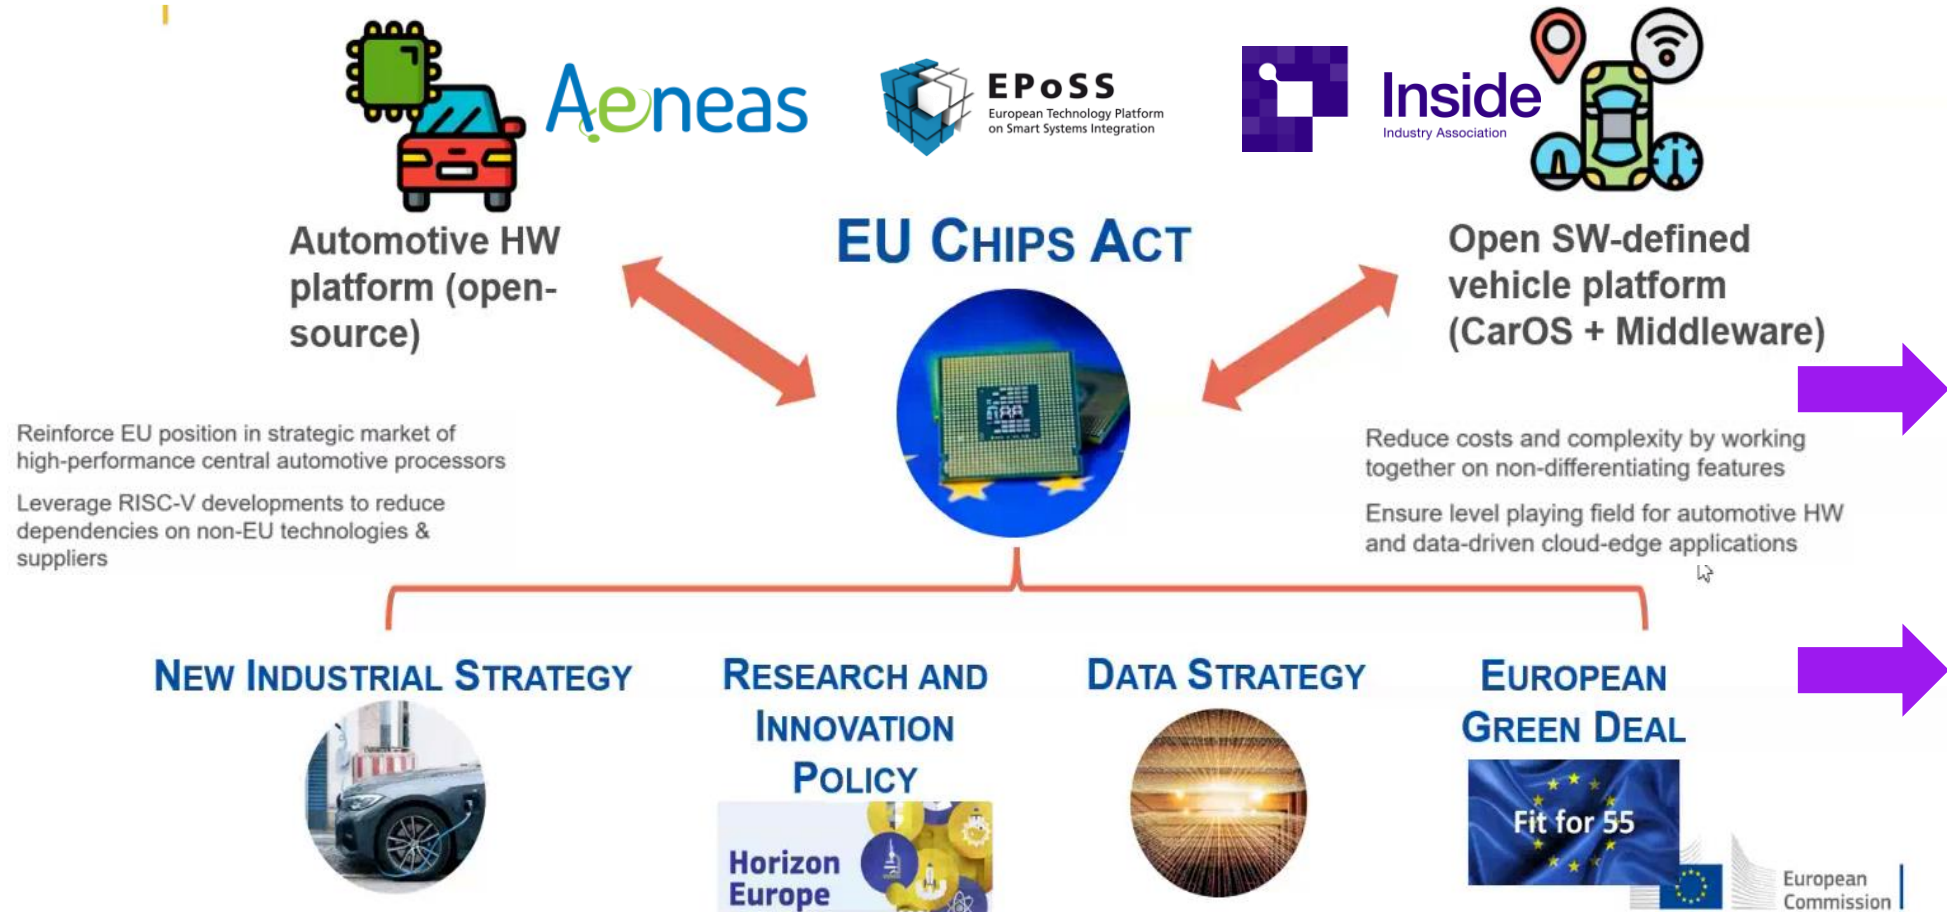 Aeneas
EPoSS
European Technology Platform
on Smart Systems Integration
Inside
Industry Association
Automotive HW
platform (open-
source)
EU CHIPS ACT
Open SW-defined
vehicle platform
(CarOS + Middleware)
Reinforce EU position in strategic market of
high-performance central automotive processors
Leverage RISC-V developments to reduce
dependencies on non-EU technologies &
suppliers
Reduce costs and complexity by working
together on non-differentiating features
Ensure level playing field for automotive HW
and data-driven cloud-edge applications
NEW INDUSTRIAL STRATEGY
RESEARCH AND
INNOVATION
POLICY
Horizon
Europe
DATA STRATEGY
EUROPEAN
GREEN DEAL
Fit for 55
European
Commission